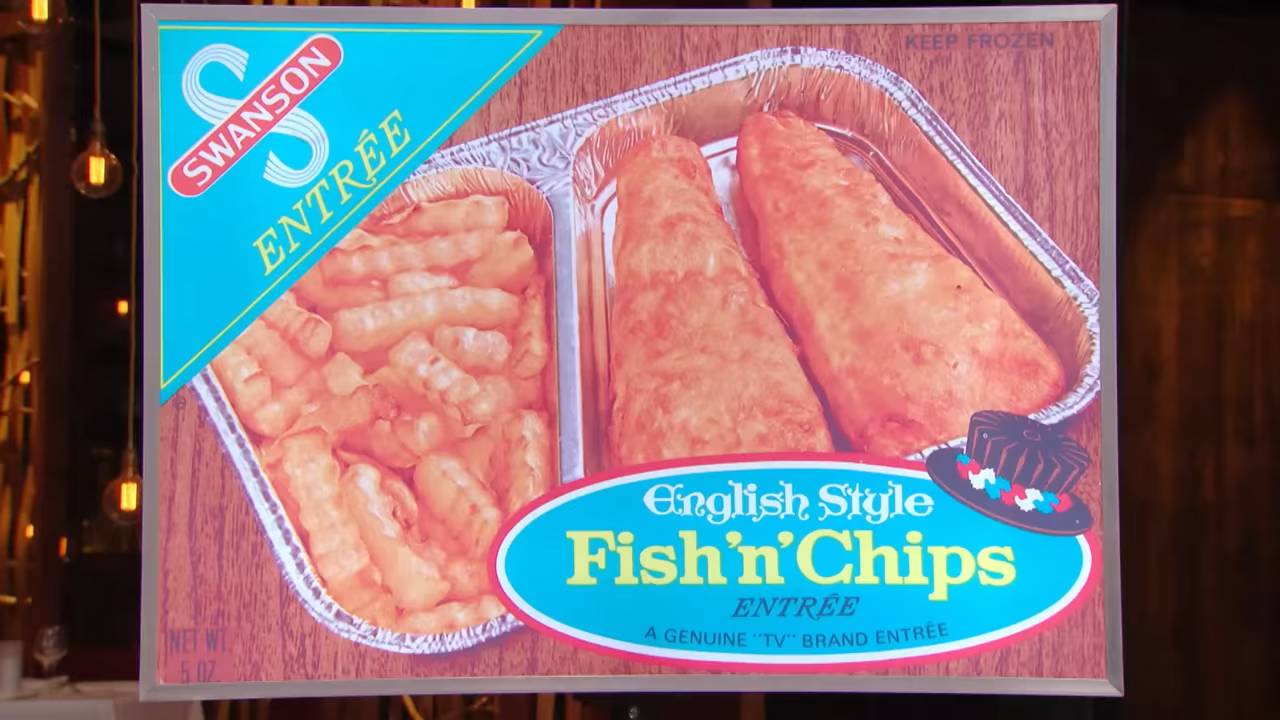 SWANSON
ENTRÉE
KEEP FROZEN
English Style
Fish'n'Chips
ENTRÉE
A GENUINE "TV" BRAND ENTRÉE
NET WT.
5 OZ.